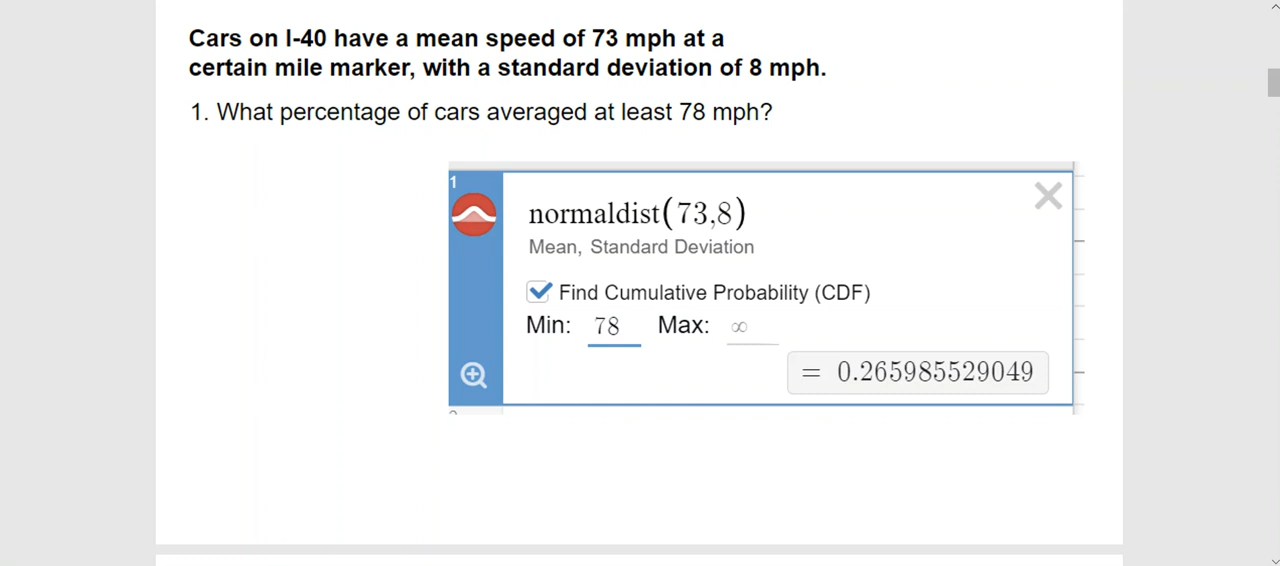 Cars on I-40 have a mean speed of 73 mph at a
certain mile marker, with a standard deviation of 8 mph.
1. What percentage of cars averaged at least 78 mph?
1
normaldist(73,8)
Mean, Standard Deviation
Find Cumulative Probability (CDF)
Min: 78 Max: ∞
= 0.265985529049